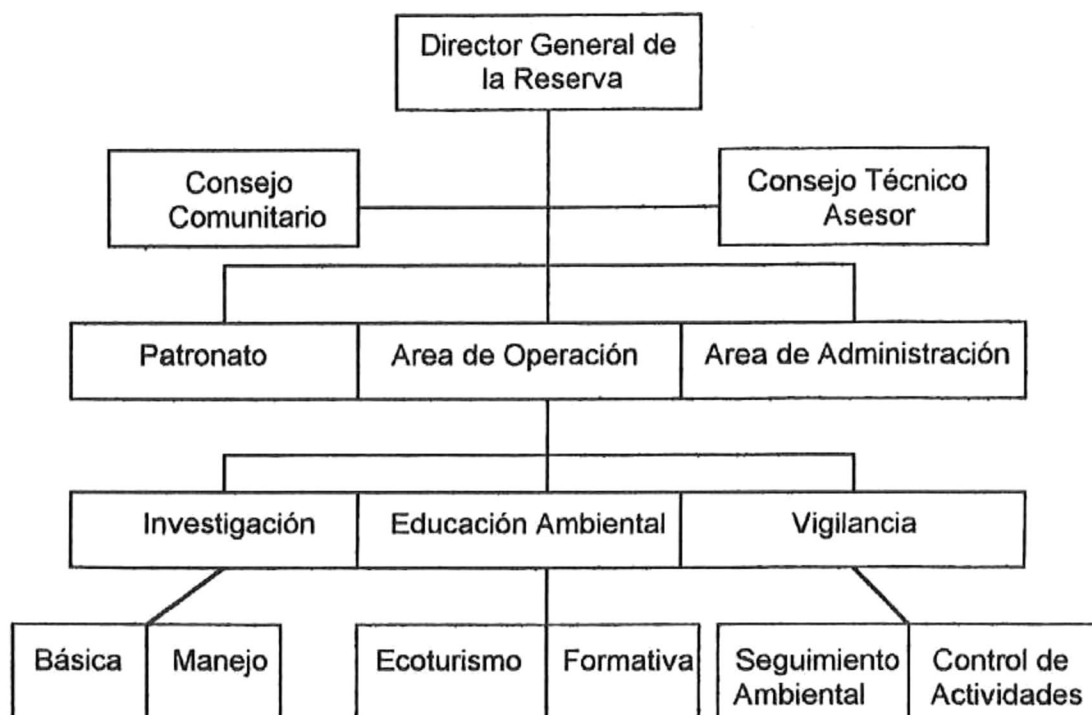 Director General de
la Reserva
Consejo
Comunitario
Consejo Técnico
Asesor
Patronato
Area de Operación
Area de Administración
Investigación
Educación Ambiental
Vigilancia
Básica
Manejo
Ecoturismo
Formativa
Seguimiento
Ambiental
Control de
Actividades